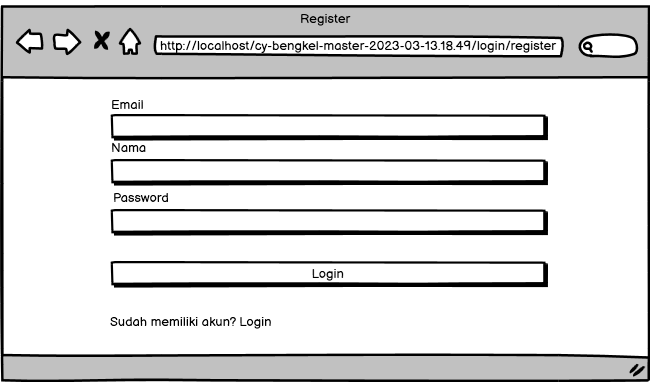 Register
http://localhost/cy-bengkel-master-2023-03-13.18.49/login/register
Email
Nama
Password
Login
Sudah memiliki akun? Login